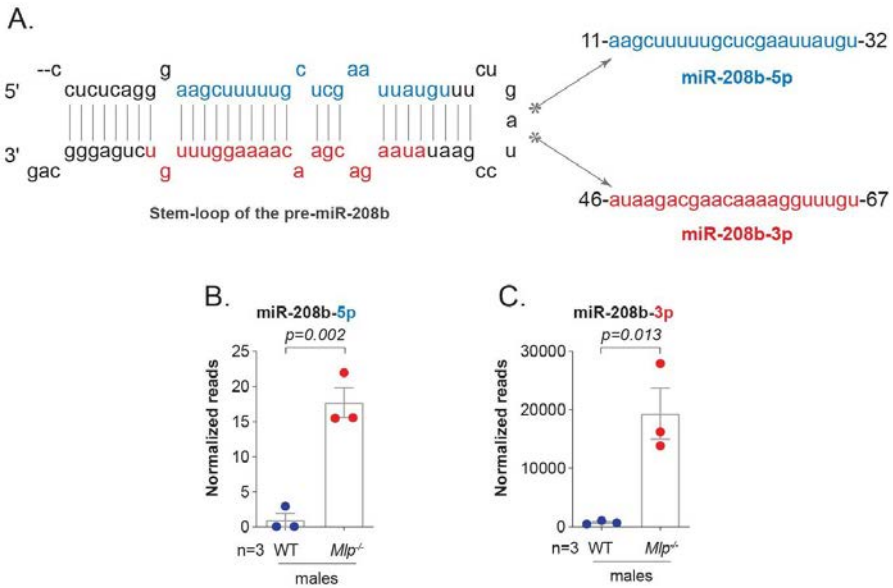 A.
11-aagcuuuuugcucgaauuaugu-32
miR-208b-5p
--c g c aa cu
5' cucucagg aagcuuuuug ucg uuauguuu g
a
3' gggagucu uuuggaaaac agc aauauaag u
gac g a ag cc
* *
Stem-loop of the pre-miR-208b
46-auaagacgaacaaaagguuugu-67
miR-208b-3p
B.
miR-208b-5p
p=0.002
Normalized reads
25
20
15
10
5
0
n=3 WT Mlp-/-
males
C.
miR-208b-3p
p=0.013
Normalized reads
30000
20000
10000
0
n=3 WT Mlp-/-
males